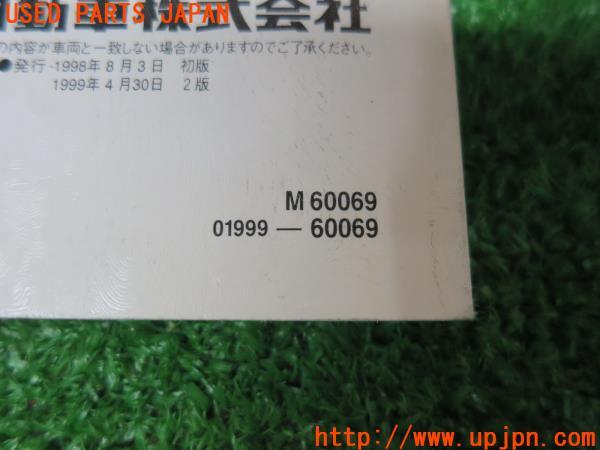 USED PARTS JAPAN
動車株式会社
の内容が車両と一致しない場合がありますのでご了承ください。
●発行-1998年8月3日 初版
1999年4月30日 2版
M 60069
01999 — 60069
http://www.upjpn.com/